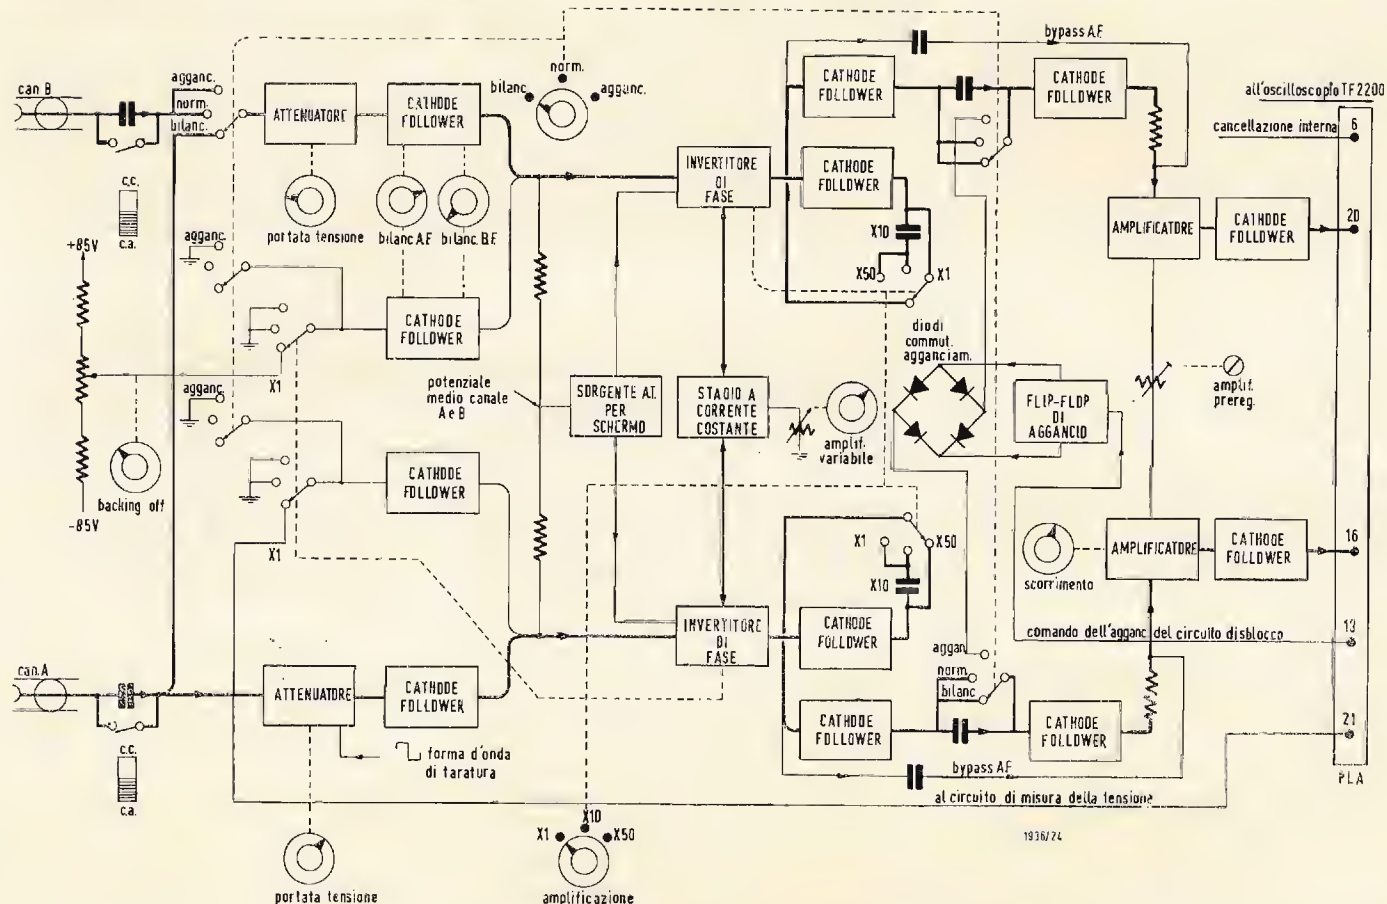 bypass A.F.
norm.
bilanc.
agganc.
agganc.
can B
norm.
bilanc.
ATTENUATORE
CATHODE
FOLLOWER
CATHODE
FOLLOWER
CATHODE
FOLLOWER
all'oscilloscopio TF 2200
6
cancellazione interna
INVERTITORE
DI
FASE
CATHODE
FOLLOWER
c.c.
c.a.
portata tensione
bilanc A.F.
bilanc. B.F.
X10
X50
X1
AMPLIFICATORE
CATHODE
FOLLOWER
20
+85V
agganc.
CATHODE
FOLLOWER
diodi
commut.
agganciam.
X1
agganc.
potenziale
medio canale
A e B
SORGENTE A.T.
PER
SCHERMO
STADIO A
CORRENTE
COSTANTE
FLIP-FLOP
DI
AGGANCIO
amplif.
prereg.
amplif.
variabile
backing off
-85V
CATHODE
FOLLOWER
X1
X1
X50
X10
scorrimento
AMPLIFICATORE
CATHODE
FOLLOWER
16
INVERTITORE
DI
FASE
CATHODE
FOLLOWER
comando dell'agganc. del circuito disblocco
13
can.A
ATTENUATORE
CATHODE
FOLLOWER
aggan.
norm.
bilanc.
CATHODE
FOLLOWER
CATHODE
FOLLOWER
21
c.c.
c.a.
forma d'onda
di taratura
bypass A.F.
al circuito di misura della tensione
PLA
X1
X10
X50
1936/24
portata tensione
amplificazione